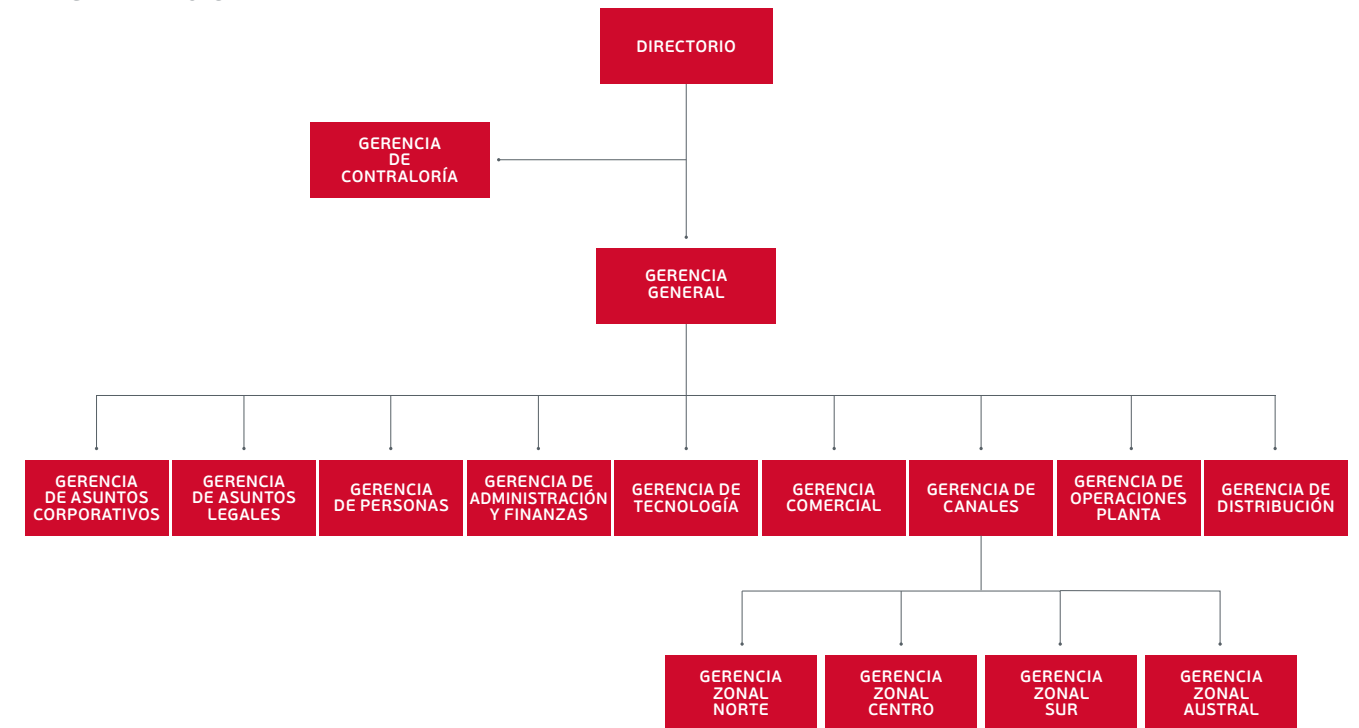 DIRECTORIO
GERENCIA
DE
CONTRALORÍA
GERENCIA
GENERAL
GERENCIA
DE ASUNTOS
CORPORATIVOS
GERENCIA
DE ASUNTOS
LEGALES
GERENCIA
DE PERSONAS
GERENCIA DE
ADMINISTRACIÓN
Y FINANZAS
GERENCIA DE
TECNOLOGÍA
GERENCIA
COMERCIAL
GERENCIA DE
CANALES
GERENCIA DE
OPERACIONES
PLANTA
GERENCIA DE
DISTRIBUCIÓN
GERENCIA
ZONAL
NORTE
GERENCIA
ZONAL
CENTRO
GERENCIA
ZONAL
SUR
GERENCIA
ZONAL
AUSTRAL